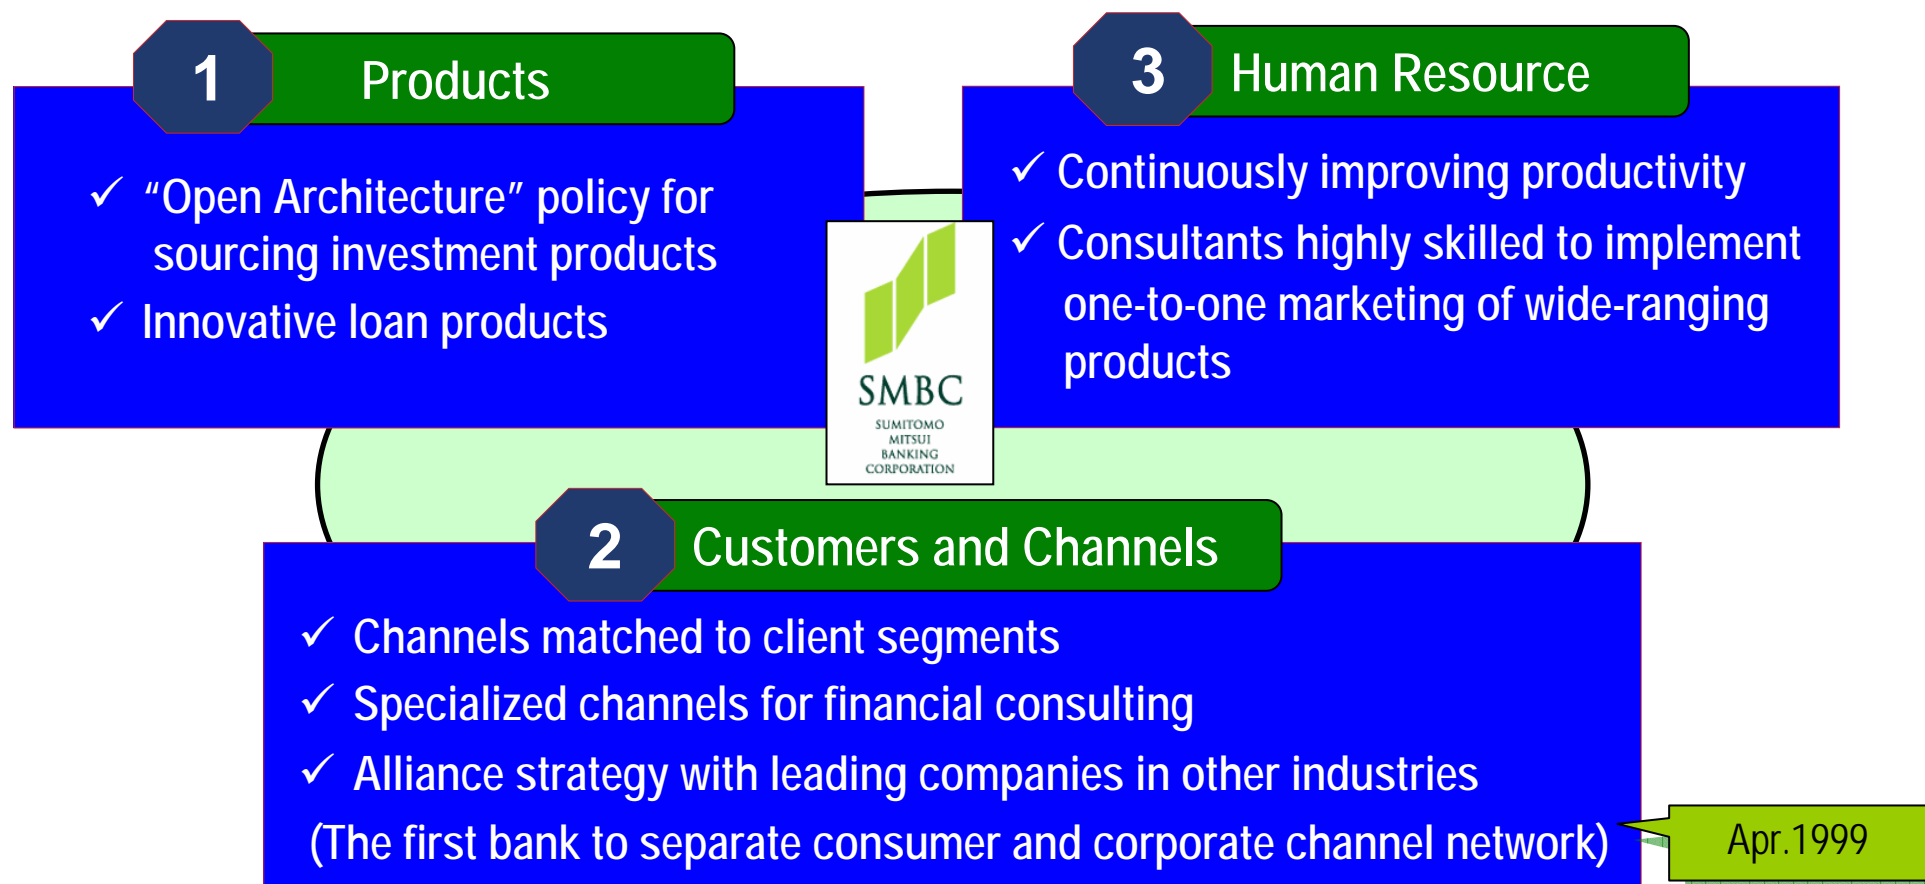 1
Products
✓ “Open Architecture” policy for
sourcing investment products
✓ Innovative loan products
3
Human Resource
✓ Continuously improving productivity
✓ Consultants highly skilled to implement
one-to-one marketing of wide-ranging
products
SMBC
SUMITOMO
MITSUI
BANKING
CORPORATION
2
Customers and Channels
✓ Channels matched to client segments
✓ Specialized channels for financial consulting
✓ Alliance strategy with leading companies in other industries
(The first bank to separate consumer and corporate channel network)
Apr.1999